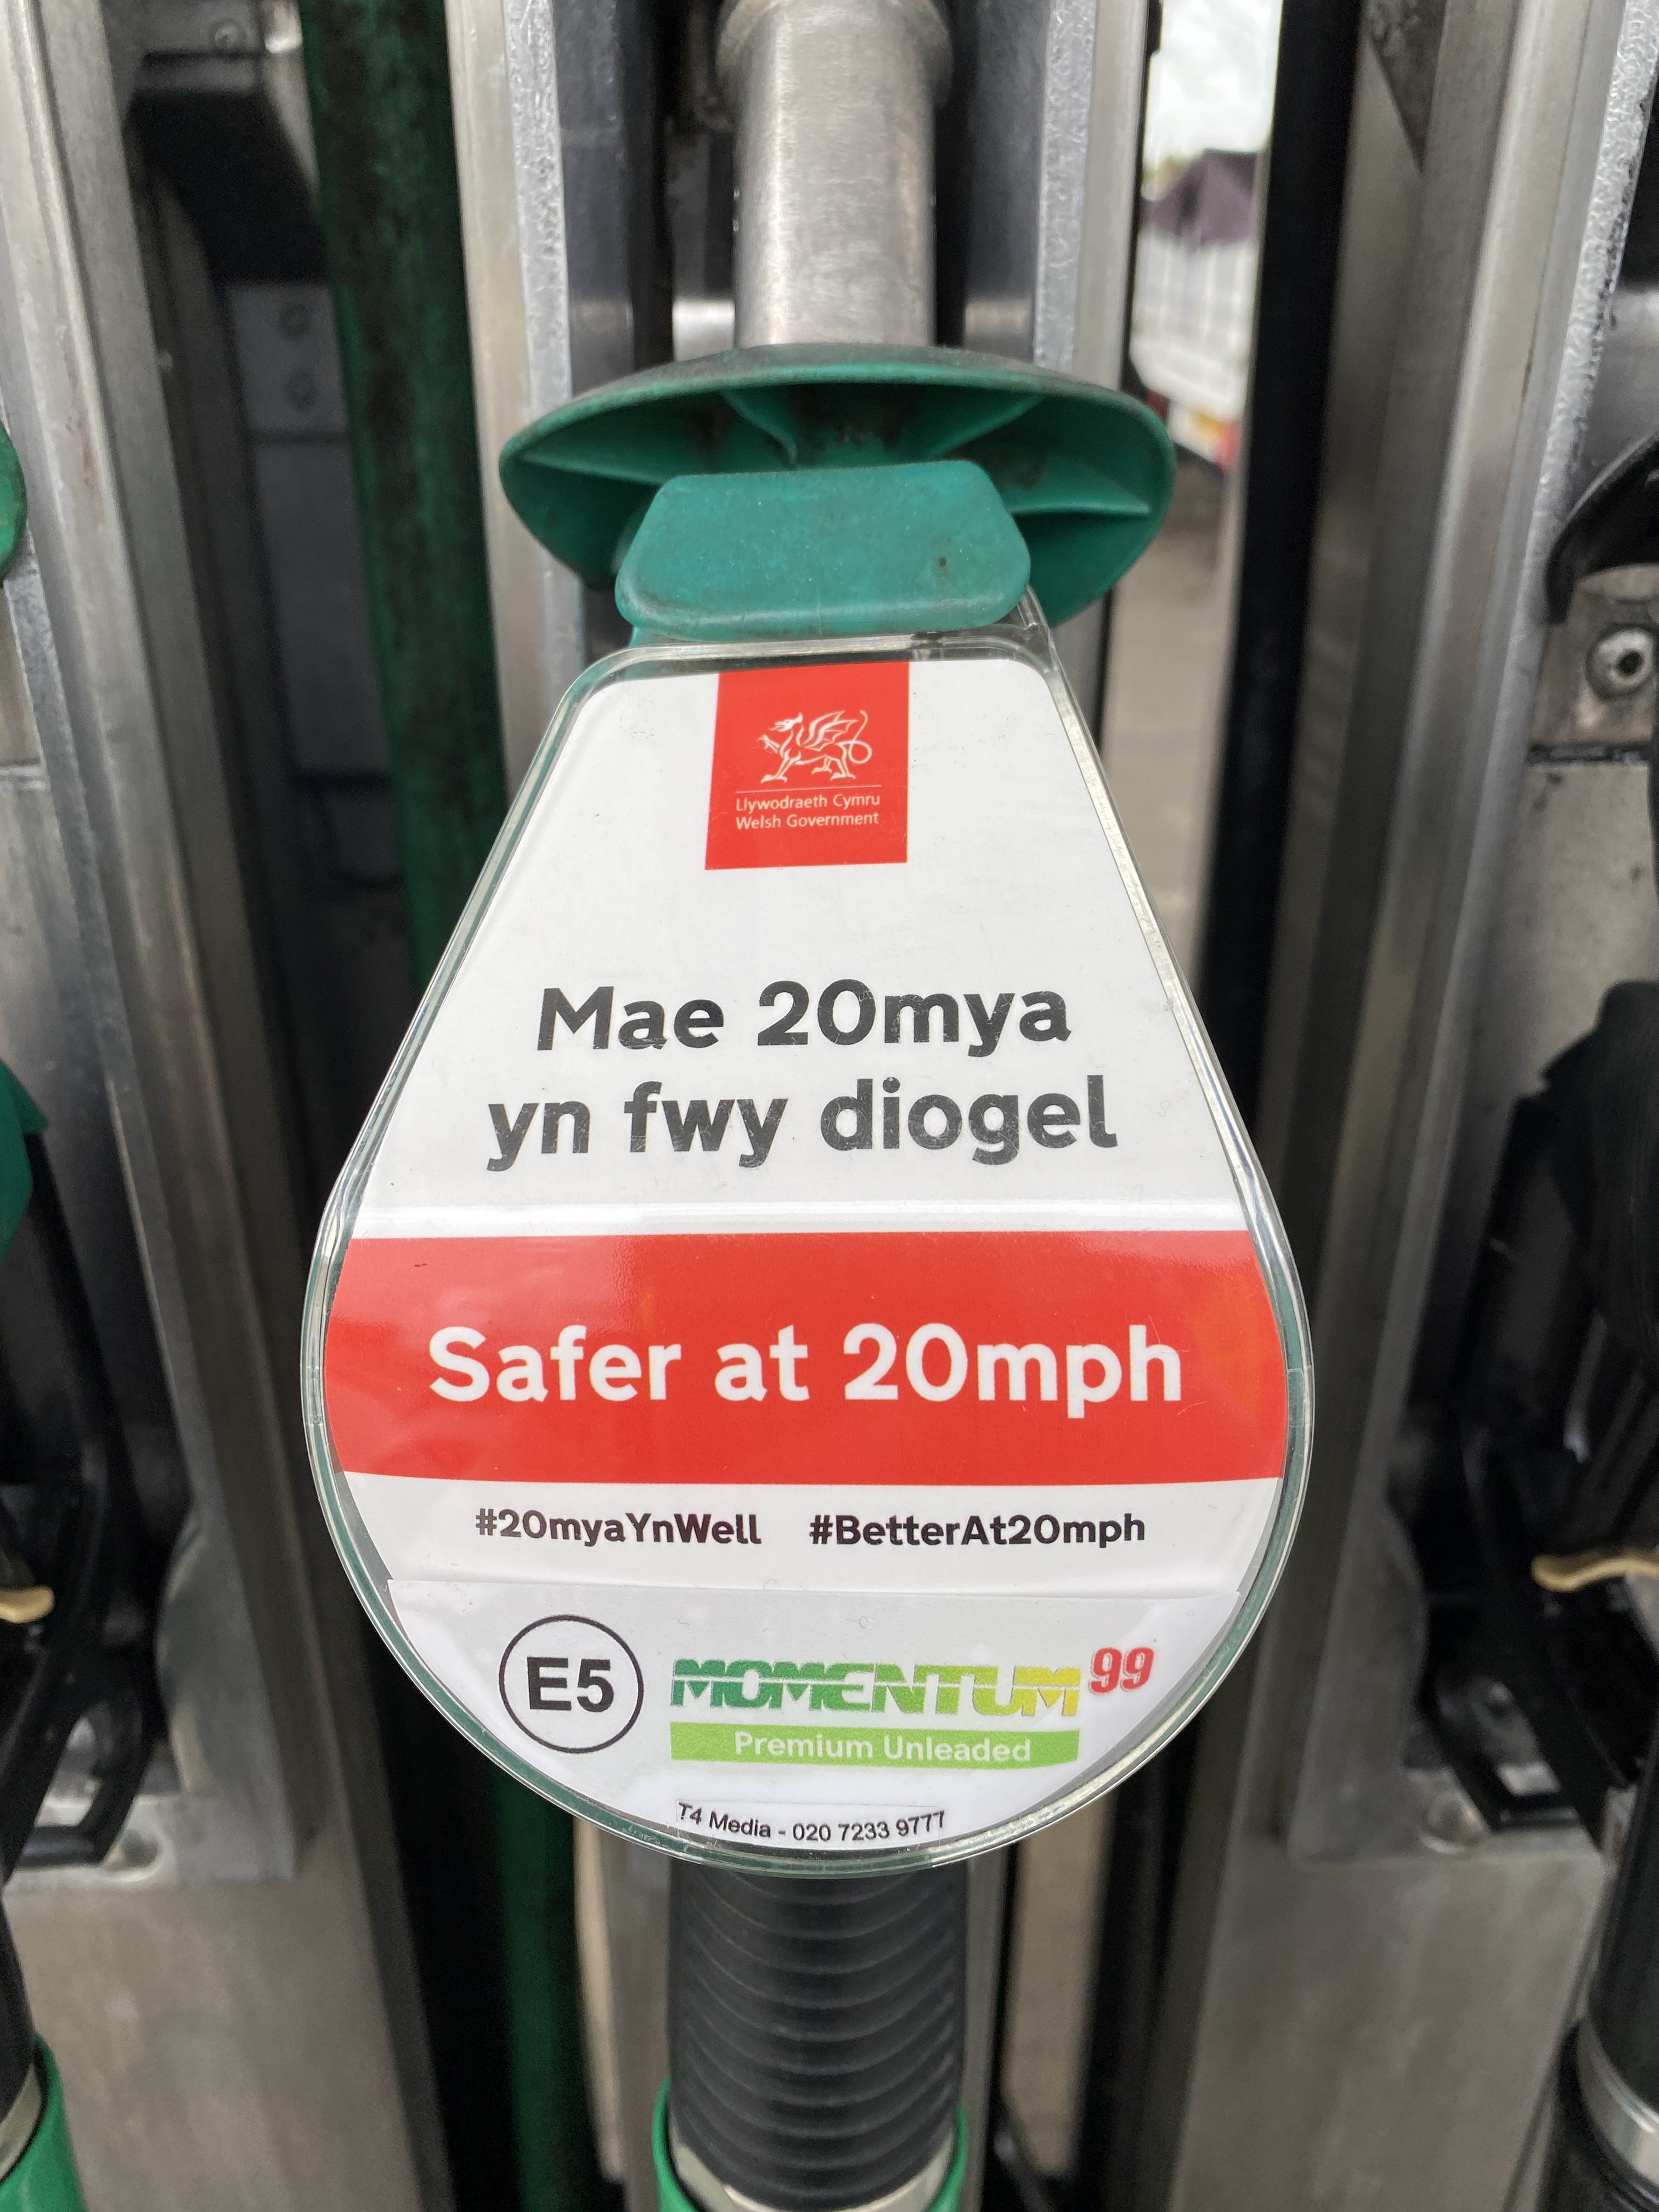 Llywodraeth Cymru
Welsh Government
Mae 20mya
yn fwy diogel
Safer at 20mph
#20myaYnWell #BetterAt20mph
E5 MOMENTUM 99
Premium Unleaded
T4 Media - 020 7233 9777